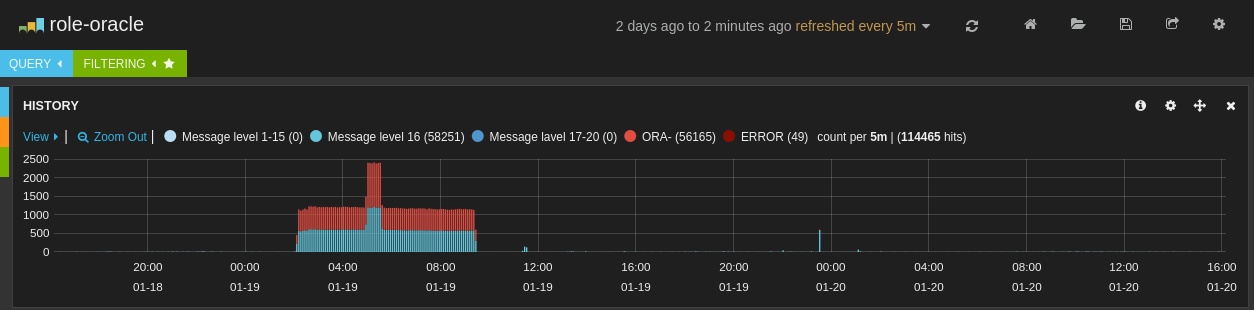 role-oracle
2 days ago to 2 minutes ago refreshed every 5m
QUERY FILTERING
HISTORY
View | Zoom Out | Message level 1-15 (0) Message level 16 (58251) Message lavel 17-20 (0) ORA- (56165) ERROR (49) count per 5m | (114465 hits)
2500
2000
1500
1000
500
0
20:00 00:00 04:00 08:00 12:00 16:00 20:00 00:00 04:00 08:00 12:00 16:00
01-18 01-19 01-19 01-19 01-19 01-19 01-19 01-20 01-20 01-20 01-20 01-20